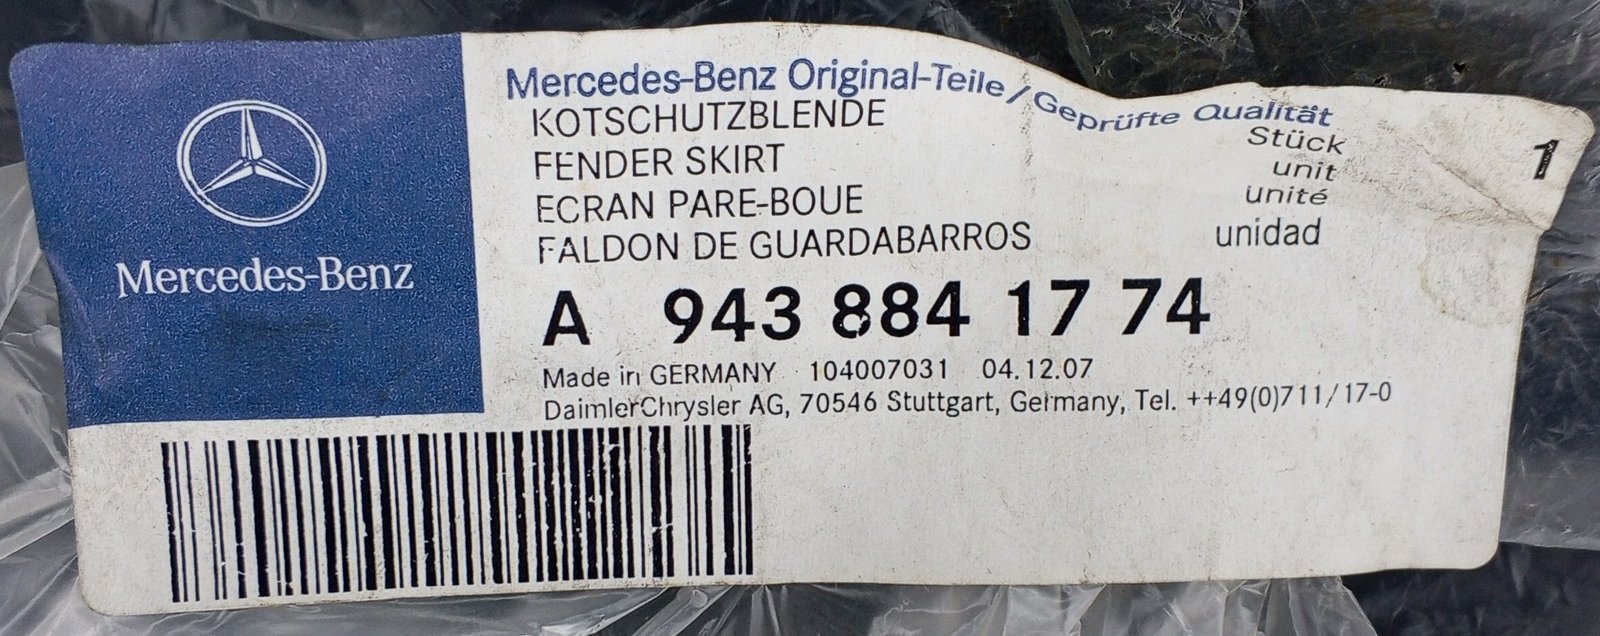 Mercedes-Benz
Mercedes-Benz Original-Teile / Geprüfte Qualität
KOTSCHUTZBLENDE Stück 1
FENDER SKIRT unit
ECRAN PARE-BOUE unité
FALDON DE GUARDABARROS unidad
A 943 884 17 74
Made in GERMANY 104007031 04.12.07
DaimlerChrysler AG, 70546 Stuttgart, Germany, Tel. ++49(0)711/17-0